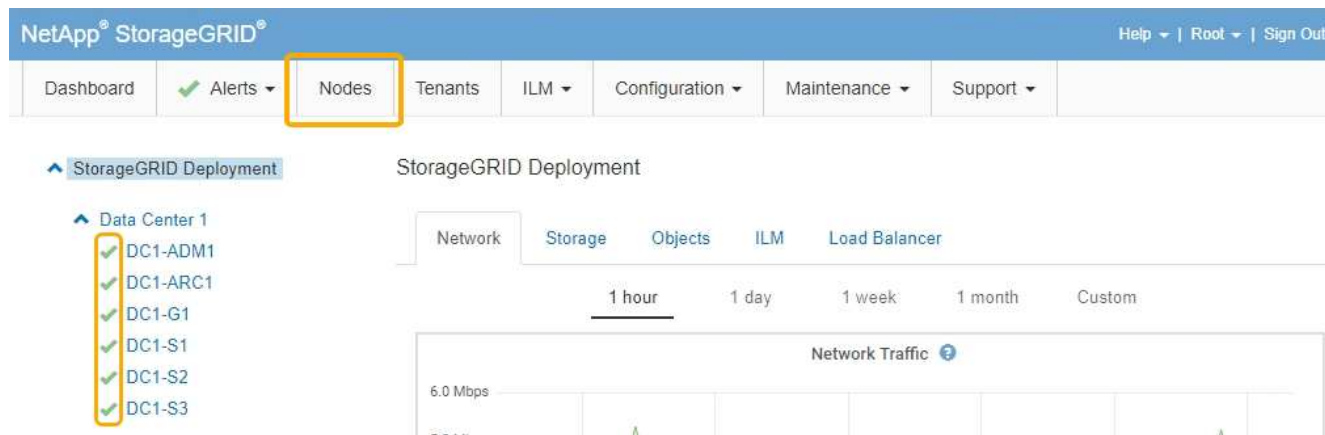 NetApp® StorageGRID®
Help | Root | Sign Out
Dashboard Alerts Nodes Tenants ILM Configuration Maintenance Support
StorageGRID Deployment
StorageGRID Deployment
Data Center 1
Network Storage Objects ILM Load Balancer
DC1-ADM1
DC1-ARC1
1 hour 1 day 1 week 1 month Custom
DC1-G1
DC1-S1
Network Traffic
DC1-S2
6.0 Mbps
DC1-S3